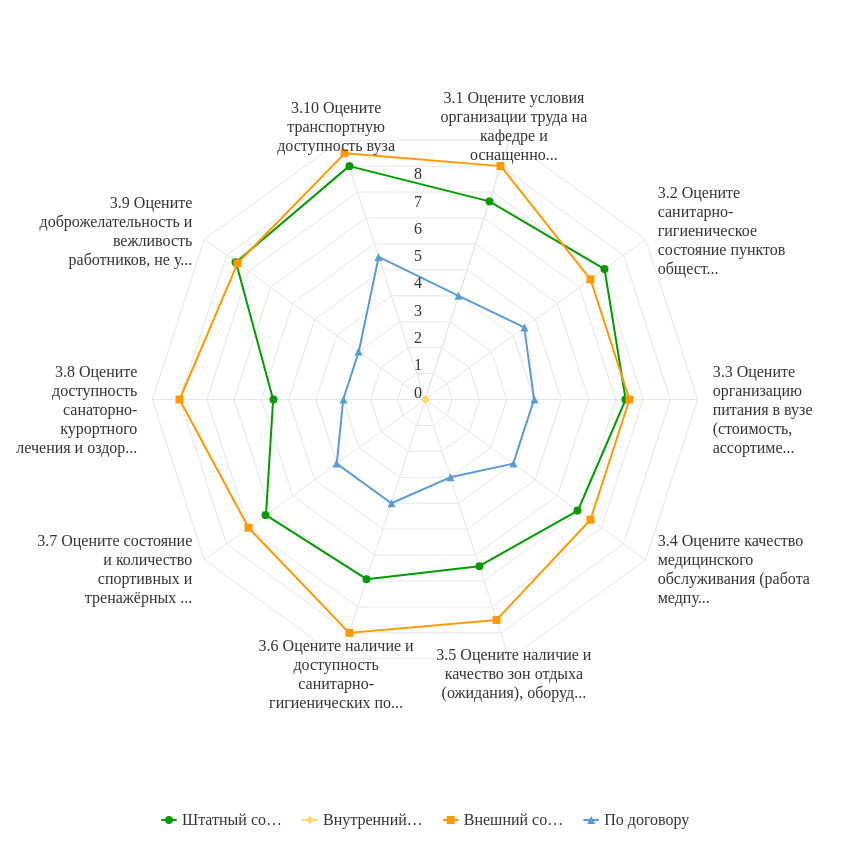 3.10 Оцените
транспортную
доступность вуза
3.1 Оцените условия
организации труда на
кафедре и
оснащенно...
3.2 Оцените
санитарно-
гигиеническое
состояние пунктов
общест...
3.3 Оцените
организацию
питания в вузе
(стоимость,
ассортиме...
3.4 Оцените качество
медицинского
обслуживания (работа
медпу...
3.5 Оцените наличие и
качество зон отдыха
(ожидания), оборуд...
3.6 Оцените наличие и
доступность
санитарно-
гигиенических по...
3.7 Оцените состояние
и количество
спортивных и
тренажёрных ...
3.8 Оцените
доступность
санаторно-
курортного
лечения и оздор...
3.9 Оцените
доброжелательность и
вежливость
работников, не у...
8
7
6
5
4
3
2
1
0
Штатный со… Внутренний… Внешний со… По договору